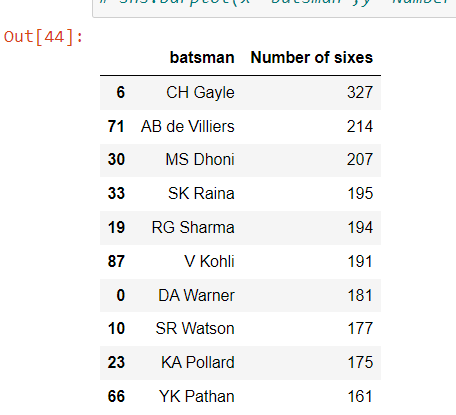 # sns.barplot(x= batsman ,y= Number
Out[44]:
batsman Number of sixes
6 CH Gayle 327
71 AB de Villiers 214
30 MS Dhoni 207
33 SK Raina 195
19 RG Sharma 194
87 V Kohli 191
0 DA Warner 181
10 SR Watson 177
23 KA Pollard 175
66 YK Pathan 161